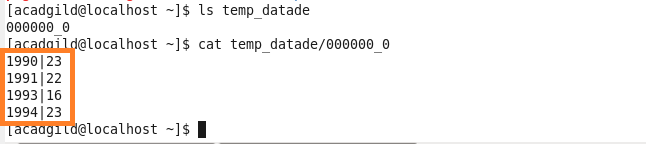 [acadgild@localhost ~]$ ls temp_datade
000000_0
[acadgild@localhost ~]$ cat temp_datade/000000_0
1990|23
1991|22
1993|16
1994|23
[acadgild@localhost ~]$